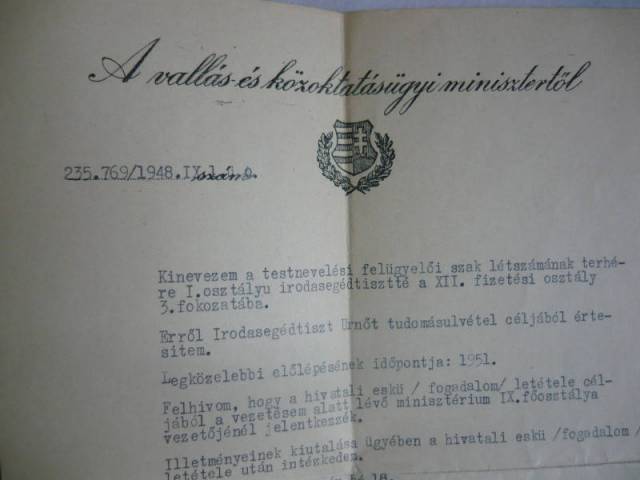 A vallás- és közoktatásügyi minisztertől
235.769/1948.IX. szám.
Kinevezem a testnevelési felügyelői szak létszámának terhé-
re I.osztályu irodasegédtisztté a XII. fizetési osztály
3.fokozatába.
Erről Irodasegédtiszt Urnőt tudomásulvétel céljából érte-
sitem.
Legközelebbi előlépésének időpontja: 1951.
Felhivom, hogy a hivatali eskü / fogadalom/ letétele cél-
jából a vezetésem alatt lévő minisztérium IX.főosztálya
vezetőjénél jelentkezzék.
Illetményeinek kiutalása ügyében a hivatali eskü /fogadalom /
letétele után intézkedem.
18.